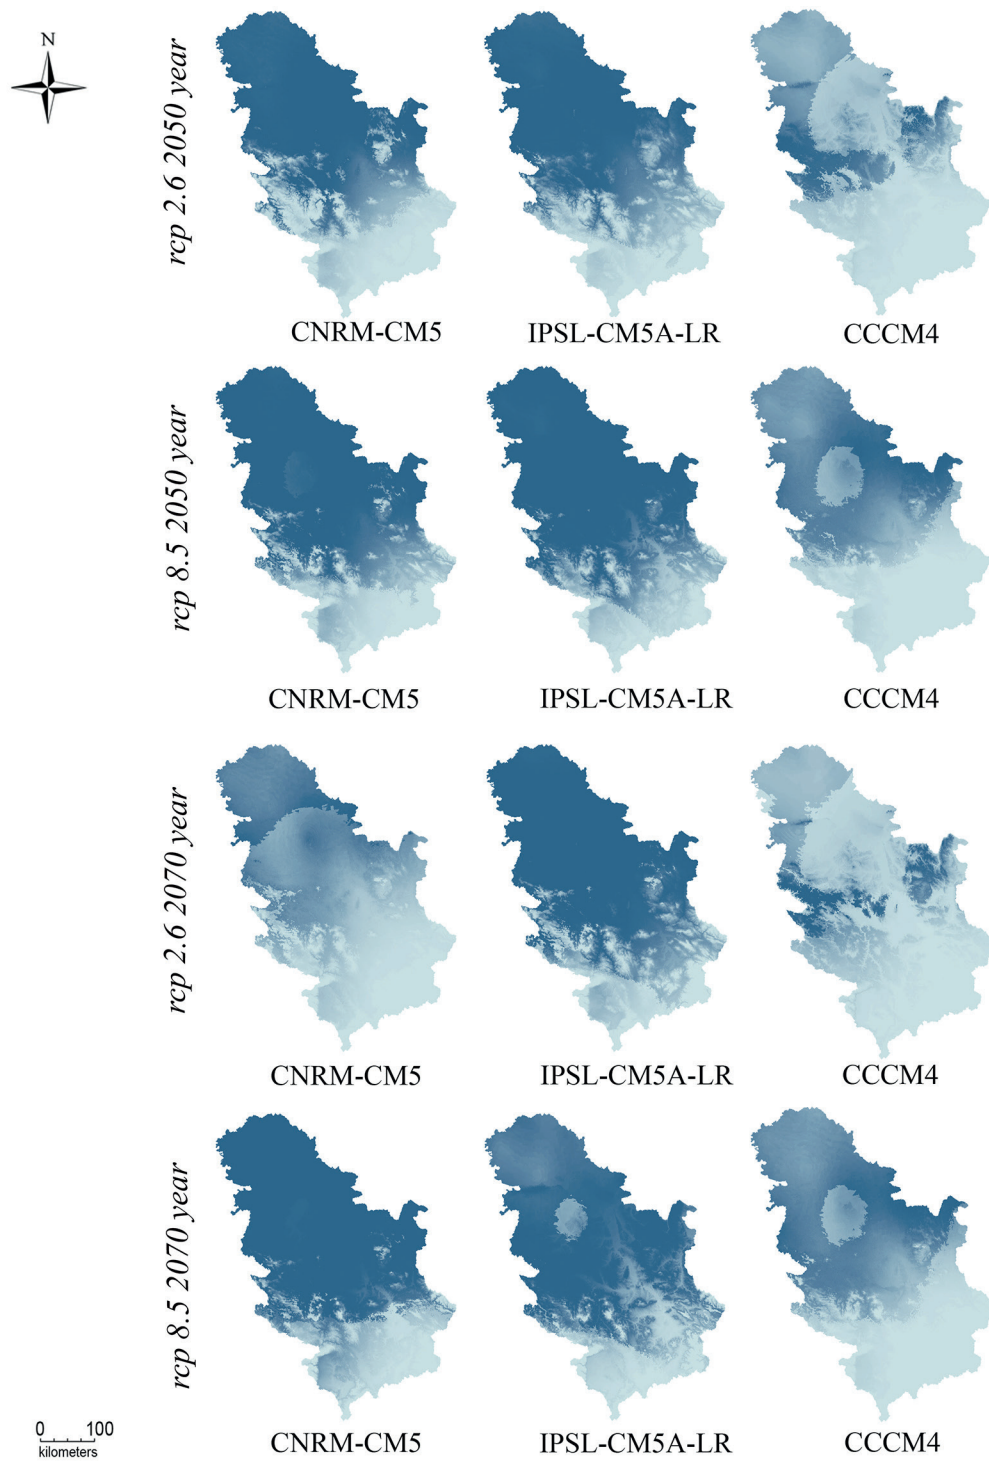 N
rcp 2.6 2050 year
CNRM-CM5 IPSL-CM5A-LR CCCM4
rcp 8.5 2050 year
CNRM-CM5 IPSL-CM5A-LR CCCM4
rcp 2.6 2070 year
CNRM-CM5 IPSL-CM5A-LR CCCM4
rcp 8.5 2070 year
CNRM-CM5 IPSL-CM5A-LR CCCM4
0 100
kilometers